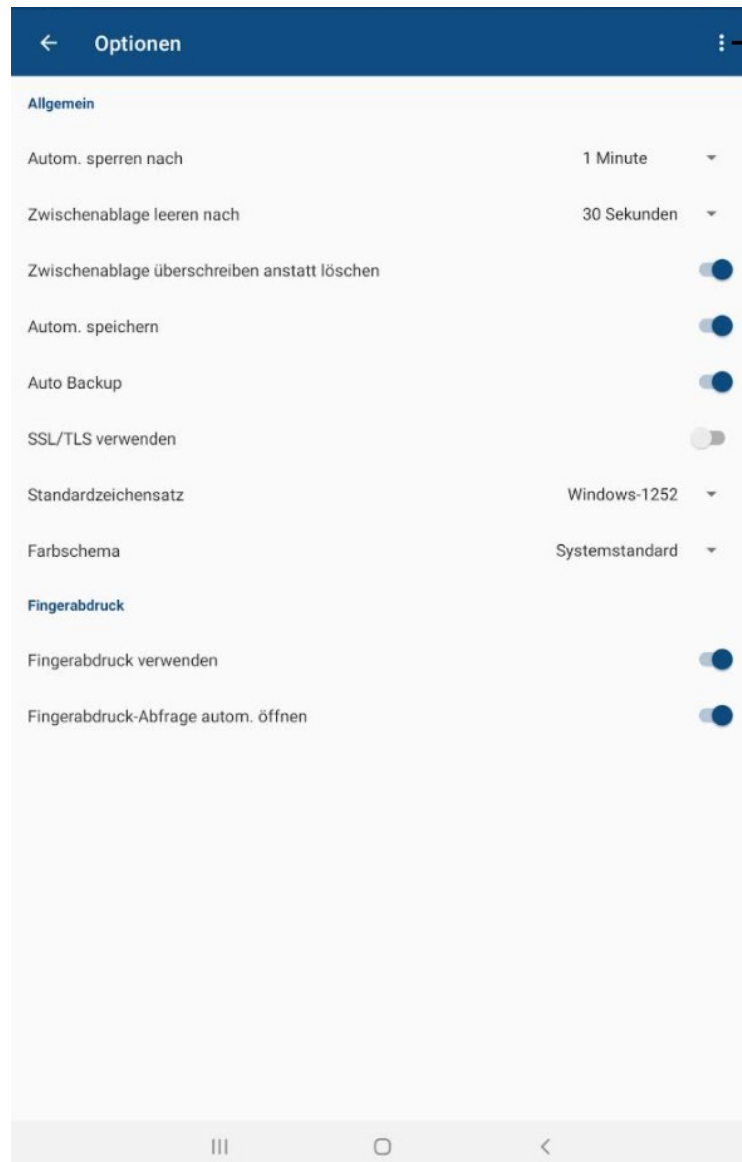 Optionen
Allgemein
Autom. sperren nach 1 Minute
Zwischenablage leeren nach 30 Sekunden
Zwischenablage überschreiben anstatt löschen
Autom. speichern
Auto Backup
SSL/TLS verwenden
Standardzeichensatz Windows-1252
Farbschema Systemstandard
Fingerabdruck
Fingerabdruck verwenden
Fingerabdruck-Abfrage autom. öffnen